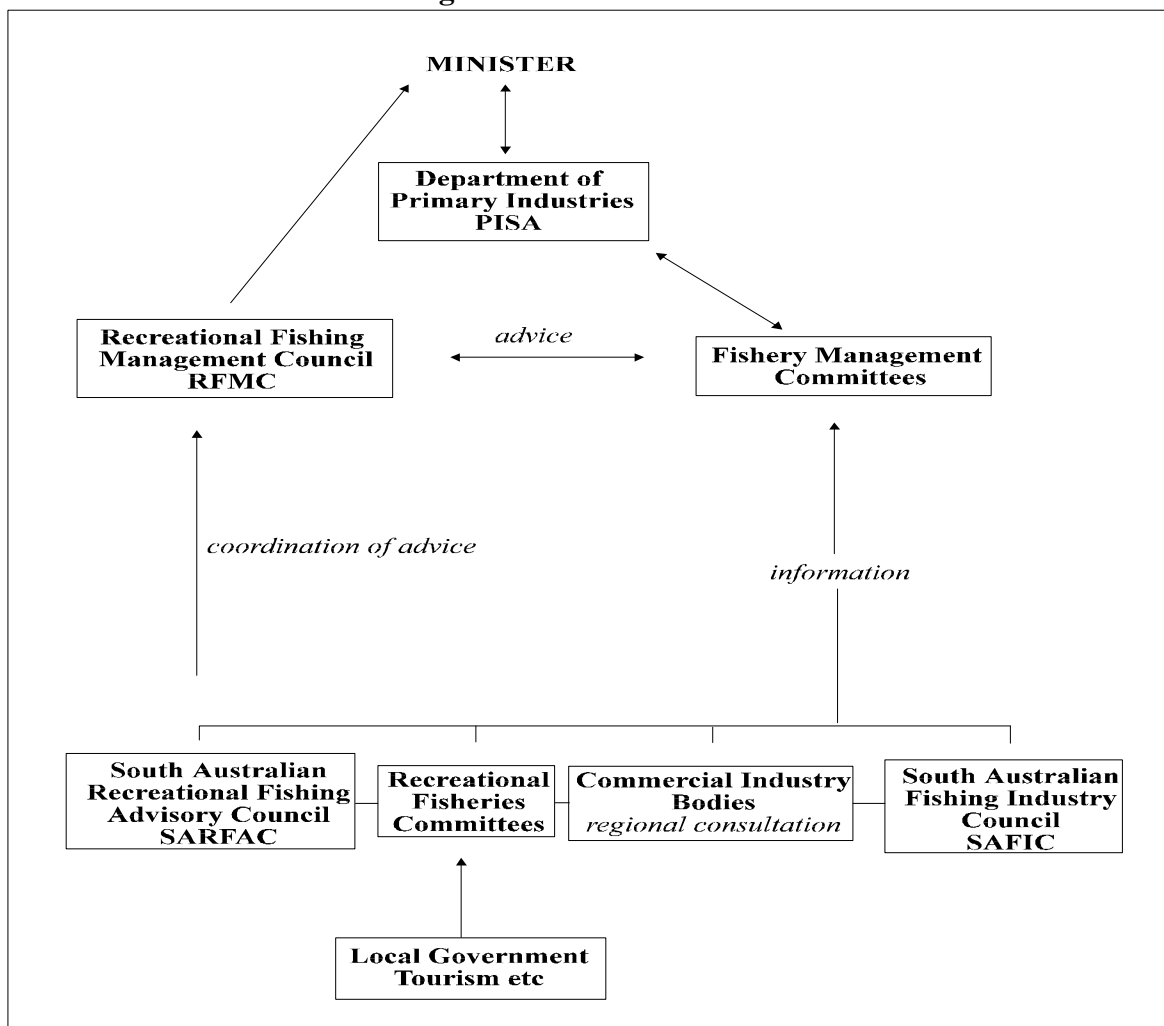 MINISTER
Department of
Primary Industries
PISA
Recreational Fishing
Management Council
RFMC
advice
Fishery Management
Committees
coordination of advice
information
South Australian
Recreational Fishing
Advisory Council
SARFAC
Recreational
Fisheries
Committees
Commercial Industry
Bodies
regional consultation
South Australian
Fishing Industry
Council
SAFIC
Local Government
Tourism etc